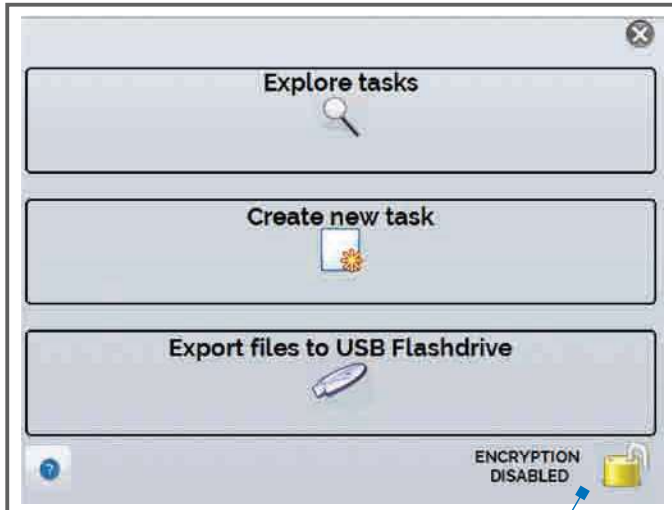 Explore tasks
Create new task
Export files to USB Flashdrive
?
ENCRYPTION
DISABLED